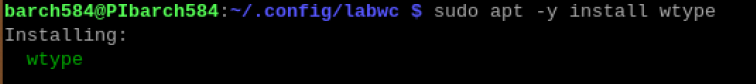 barch584@PIbarch584:~/.config/labwc $ sudo apt -y install wtype
Installing:
  wtype